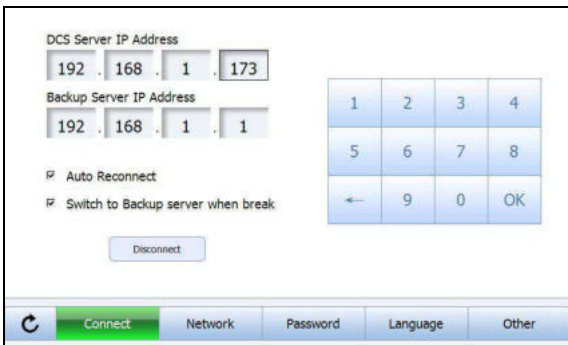 DCS Server IP Address
192 . 168 . 1 . 173
Backup Server IP Address
192 . 168 . 1 . 1
Auto Reconnect
Switch to Backup server when break
Disconnect
1 2 3 4
5 6 7 8
← 9 0 OK
Connect Network Password Language Other